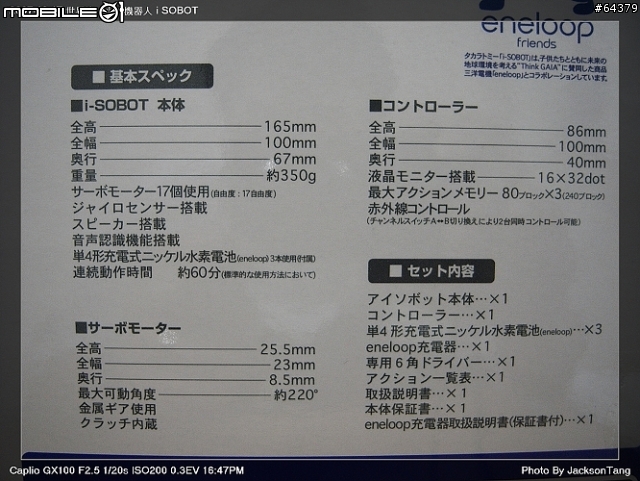 MOBILE01
機器人 i SOBOT
#64379
eneloop
friends
タカラトミー「i-SOBOT」は、子供たちとともに未来の
地球環境を考える"Think GAIA"に賛同した商品
三洋電機「eneloop」とコラボレーションしています。
■ 基本スペック
■i-SOBOT 本体
全高 165mm
全幅 100mm
奥行 67mm
重量 約350g
サーボモーター17個使用(自由度:17自由度)
ジャイロセンサー搭載
スピーカー搭載
音声認識機能搭載
単4形充電式ニッケル水素電池(eneloop)3本使用(付属)
連続動作時間 約60分(標準的な使用方法において)
■サーボモーター
全高 25.5mm
全幅 23mm
奥行 8.5mm
最大可動角度 約220°
金属ギア使用
クラッチ内蔵
■コントローラー
全高 86mm
全幅 100mm
奥行 40mm
液晶モニター搭載 16×32dot
最大アクションメモリー 80ブロック×3(240ブロック)
赤外線コントロール
(チャンネルスイッチA↔B切り換えにより2台同時コントロール可能)
■ セット内容
アイソボット本体…×1
コントローラー…×1
単4形充電式ニッケル水素電池(eneloop)…×3
eneloop充電器…×1
専用6角ドライバー…×1
アクション一覧表…×1
取扱説明書…×1
本体保証書…×1
eneloop充電器取扱説明書(保証書付)…×1
Caplio GX100 F2.5 1/20s ISO200 0.3EV 16:47PM
Photo By JacksonTang